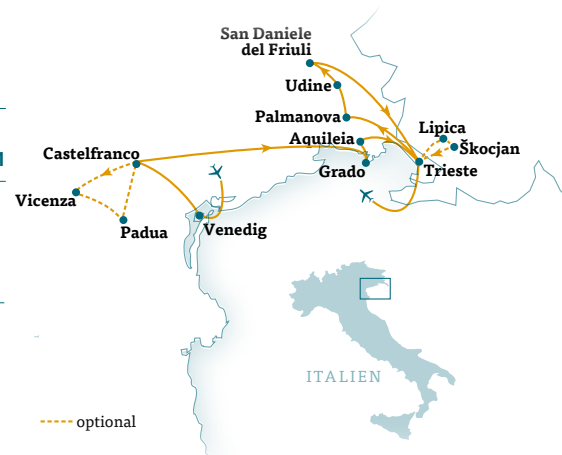 San Daniele
del Friuli
Udine
Palmanova
Lipica
Aquileia
Škocjan
Castelfranco
Grado
Trieste
Vicenza
Padua
Venedig
ITALIEN
optional